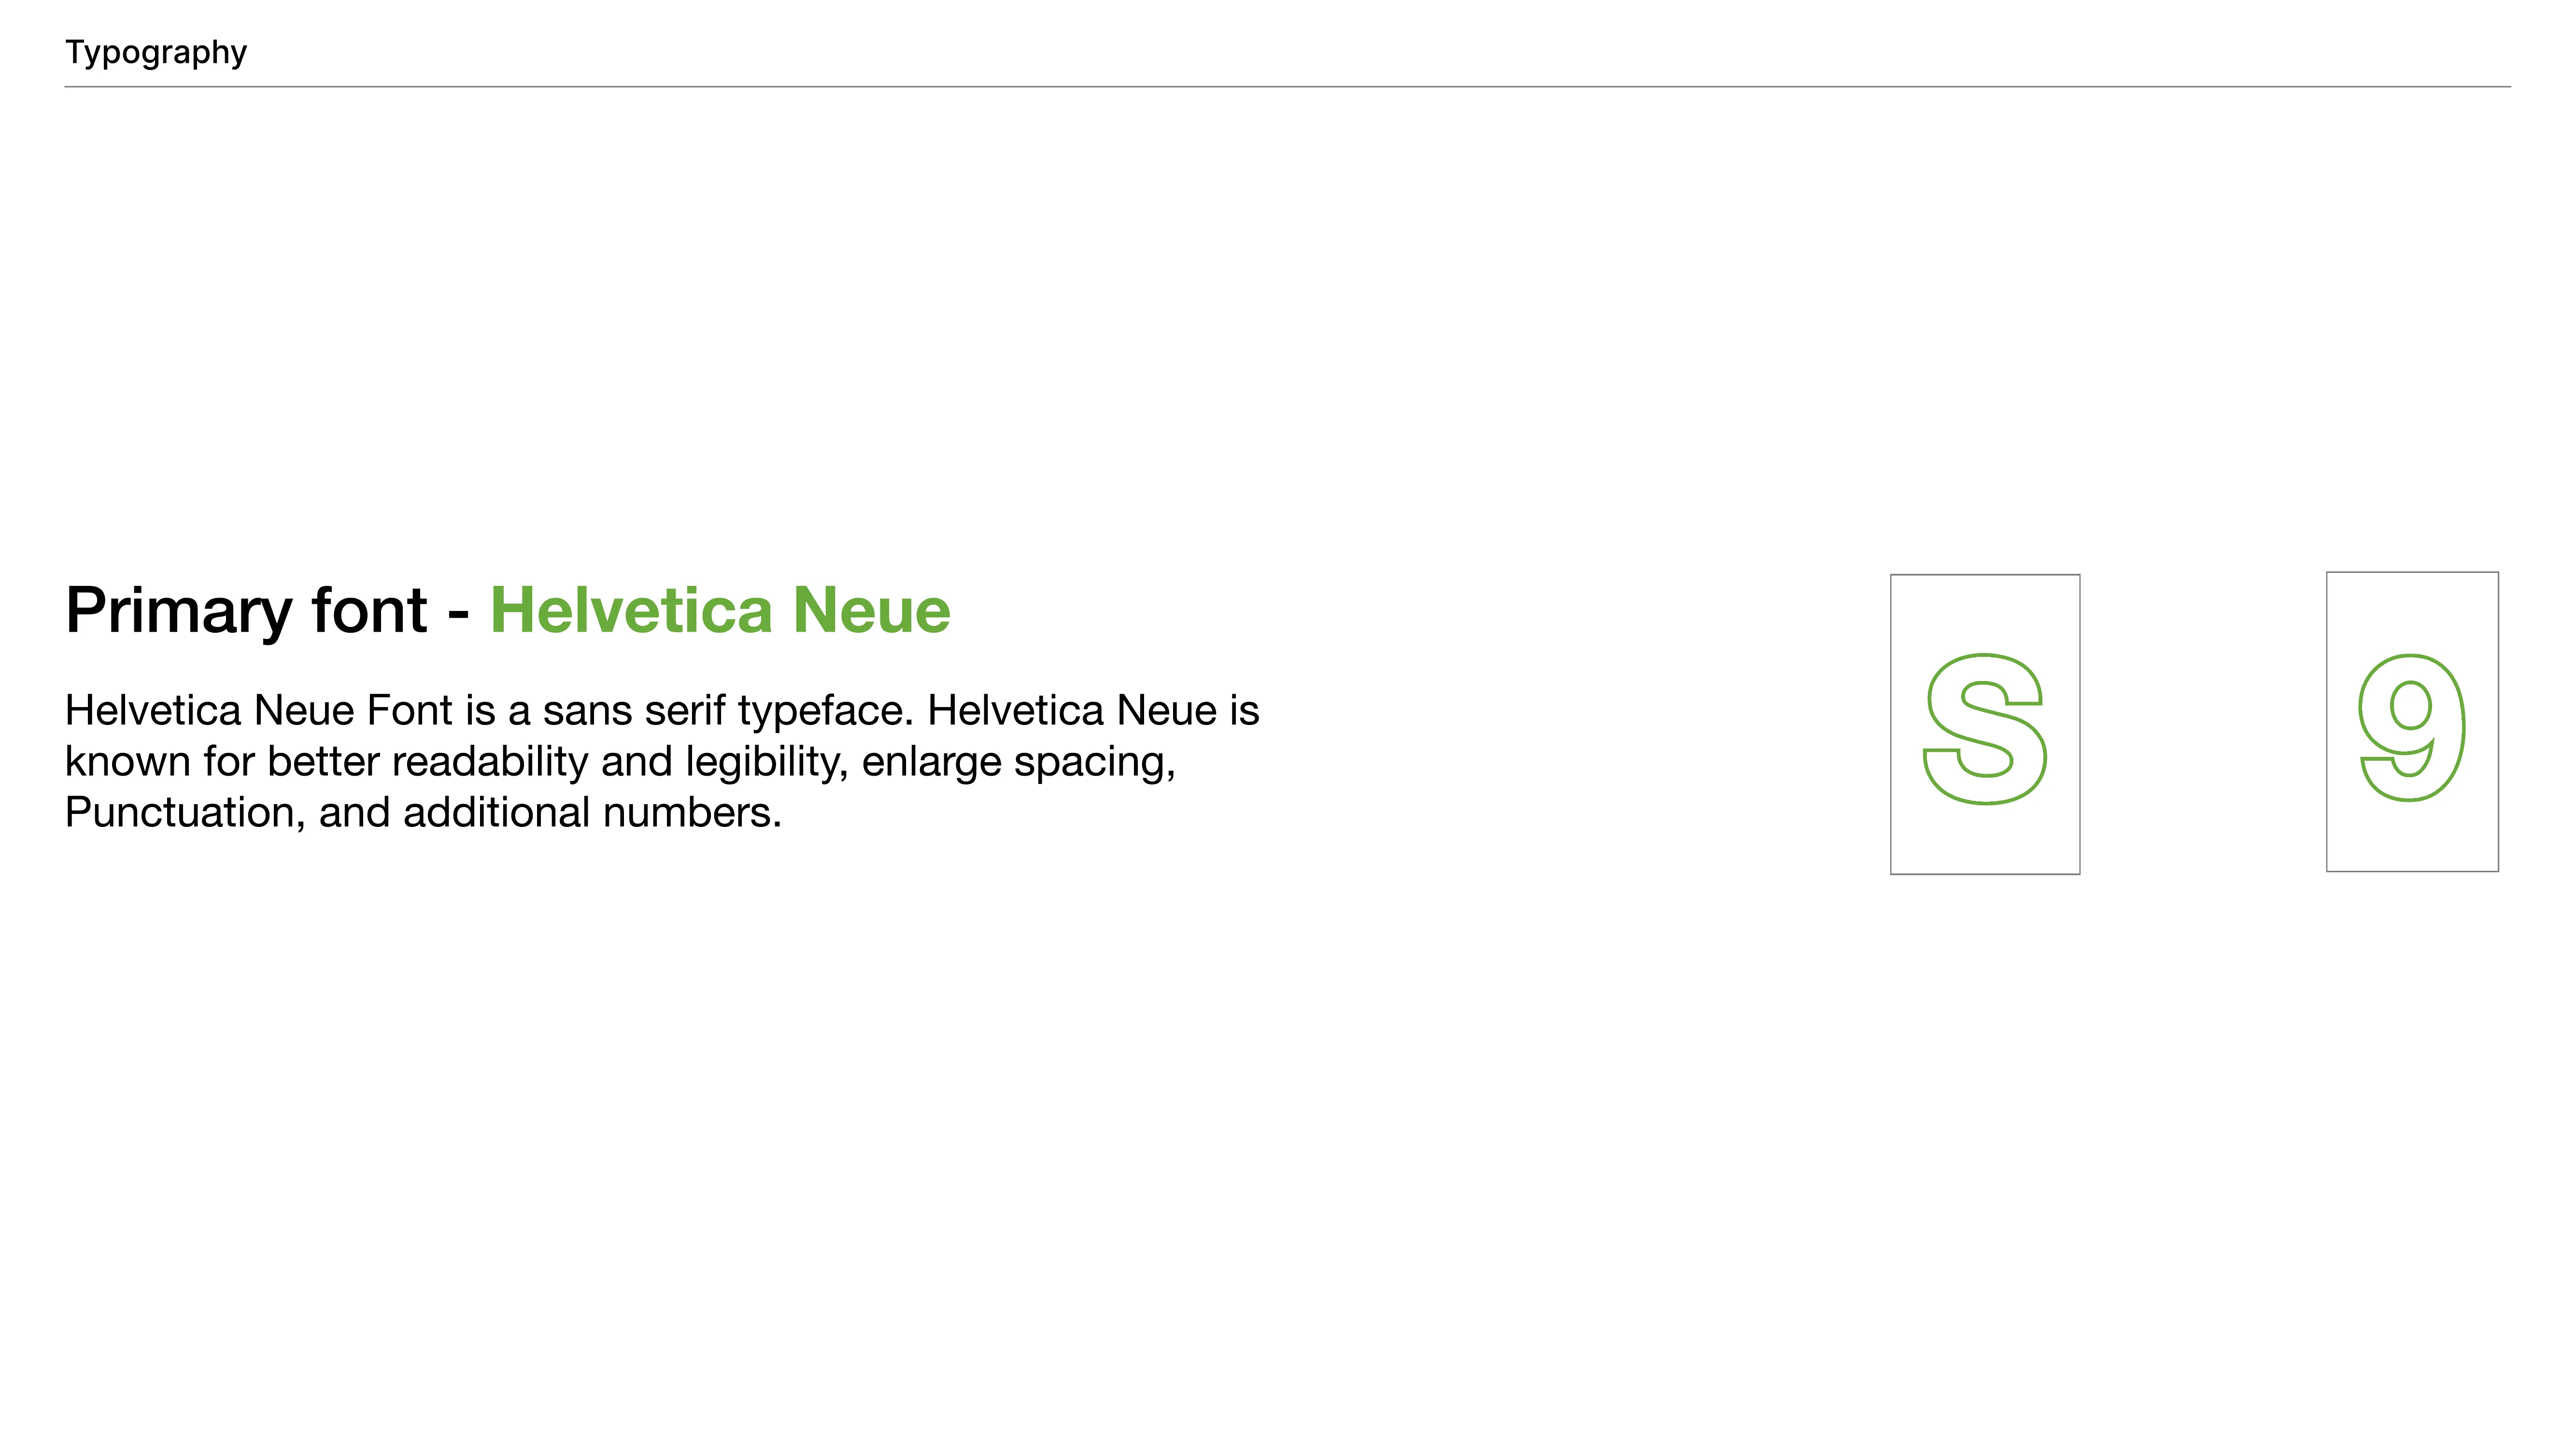 Typography
Primary font - Helvetica Neue
Helvetica Neue Font is a sans serif typeface. Helvetica Neue is
known for better readability and legibility, enlarge spacing,
Punctuation, and additional numbers.
S
9